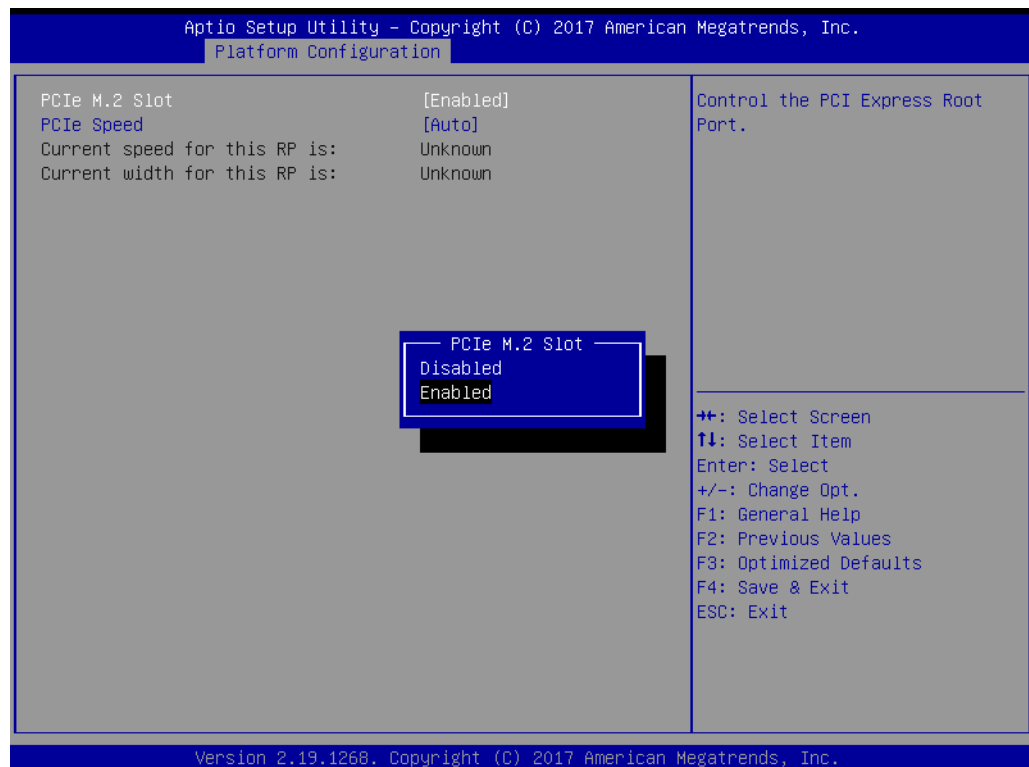 Aptio Setup Utility – Copyright (C) 2017 American Megatrends, Inc.
Platform Configuration
PCIe M.2 Slot [Enabled]
PCIe Speed [Auto]
Current speed for this RP is: Unknown
Current width for this RP is: Unknown
Control the PCI Express Root
Port.
PCIe M.2 Slot
Disabled
Enabled
→←: Select Screen
↑↓: Select Item
Enter: Select
+/-: Change Opt.
F1: General Help
F2: Previous Values
F3: Optimized Defaults
F4: Save & Exit
ESC: Exit
Version 2.19.1268. Copyright (C) 2017 American Megatrends, Inc.